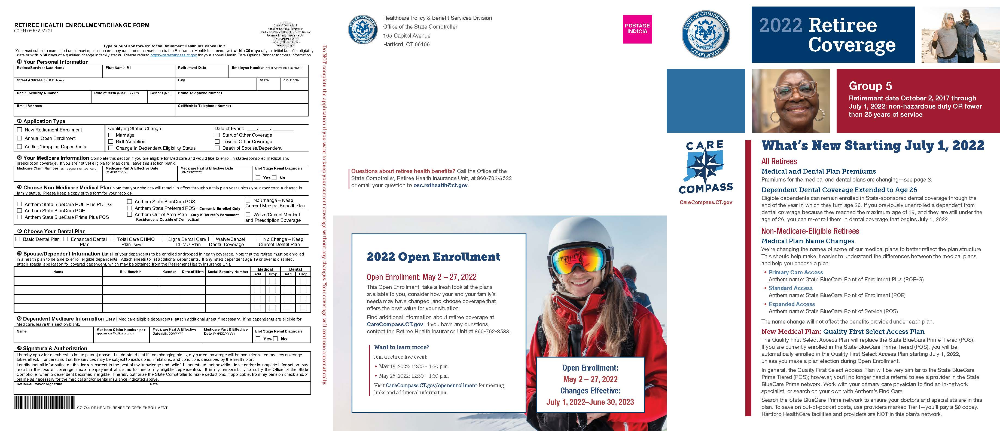 RETIREE HEALTH ENROLLMENT/CHANGE FORM
CO-744-OE REV. 3/2021
State of Connecticut
Office of the State Comptroller
Healthcare Policy & Benefit Services Division
Retirement Health Insurance Unit
165 Capitol Ave.
Hartford, CT 06106-1775
www.osc.ct.gov
Type or print and forward to the Retirement Health Insurance Unit.
You must submit a completed enrollment application and any required documentation to the Retirement Health Insurance Unit within 30 days of your initial benefits eligibility
date or within 30 days of a qualified change in family status. Please refer to https://carecompass.ct.gov for your annual Health Care Options Planner for more information.
① Your Personal Information
Retiree/Survivor Last Name First Name, MI Retirement Date Employee Number (From Active Employment)
Street Address (no P.O. boxes) City State Zip Code
Social Security Number Date of Birth (MM/DD/YYYY) Gender (M/F) Home Telephone Number
Email Address Cell/Mobile Telephone Number
② Application Type
New Retirement Enrollment
Annual Open Enrollment
Adding/Dropping Dependents
Qualifying Status Change: Date of Event: ____/ ____/ ________
Marriage Start of Other Coverage
Birth/Adoption Loss of Other Coverage
Change in Dependent Eligibility Status Death of Spouse/Dependent
③ Your Medicare Information Complete this section if you are eligible for Medicare and would like to enroll in state-sponsored medical and
prescription coverage. If you are not yet eligible for Medicare, leave this section blank.
Medicare Claim Number (as it appears on your card) Medicare Part A Effective Date Medicare Part B Effective Date End Stage Renal Diagnosis
(MM/DD/YYYY) (MM/DD/YYYY)
Yes No
④ Choose Non-Medicare Medical Plan Note that your choices will remain in effect throughout this plan year unless you experience a change in
family status. Please keep a copy of this form for your records.
Anthem State BlueCare POE Plus POE-G
Anthem State BlueCare POE
Anthem State BlueCare Prime Plus POS
Anthem State BlueCare POS
Anthem State Preferred POS – Currently Enrolled Only
Anthem Out of Area Plan – Only if Retiree's Permanent
Residence is Outside of Connecticut
No Change – Keep
Current Medical Benefit Plan
Waive/Cancel Medical
and Prescription Coverage
⑤ Choose Your Dental Plan
Basic Dental Plan Enhanced Dental Total Care DHMO Cigna Dental Care Waive/Cancel No Change – Keep
Plan Plan *New* DHMO Plan Dental Coverage Current Dental Plan
⑥ Spouse/Dependent Information List all of your dependents to be enrolled or dropped in health coverage. Note that the retiree must be enrolled
in a health plan to be able to enroll eligible dependents. Attach sheets to list additional dependents. If any listed dependent age 19 or over is disabled,
attach special application for covered dependent, which may be obtained from the Retirement Health Insurance Unit.
Name Relationship Gender Date of Birth Social Security Number Medical Dental
Add Drop Add Drop
⑦ Dependent Medicare Information List all Medicare eligible dependents, attach additional sheet if necessary. If no dependents are eligible for
Medicare, leave this section blank.
Name Medicare Claim Number (as it Medicare Part A Effective Medicare Part B Effective End Stage Renal Diagnosis
appears on Medicare card) Date (MM/DD/YYYY) Date (MM/DD/YYYY)
Yes No
⑧ Signature & Authorization
I hereby apply for membership in the plan(s) above. I understand that if I am changing plans, my current coverage will be canceled when my new coverage
takes effect. I understand that the services may be subject to exclusions, limitations, and conditions described by the health plan.
I certify that all information on this form is correct to the best of my knowledge and belief. I understand that providing false and/or incomplete information may
result in the loss of coverage and/or nonpayment of claims for me or my eligible dependent(s). It is my responsibility to notify the Office of the State
Comptroller when a dependent becomes ineligible. I hereby authorize the State Comptroller to make deductions, if applicable, from my pension check and/or
bill me as necessary for the medical and/or dental insurance indicated above.
Retiree/Survivor Signature Date
CO-744-OE HEALTH BENEFITS OPEN ENROLLMENT
Do NOT complete the application if you want to keep your current coverage without any changes. Your coverage will continue automatically.
STATE OF CONNECTICUT
COMPTROLLER
Healthcare Policy & Benefit Services Division
Office of the State Comptroller
165 Capitol Avenue
Hartford, CT 06106
POSTAGE
INDICIA
Questions about retiree health benefits? Call the Office of the
State Comptroller, Retiree Health Insurance Unit, at 860-702-3533
or email your question to osc.rethealth@ct.gov.
2022 Open Enrollment
Open Enrollment: May 2 – 27, 2022
This Open Enrollment, take a fresh look at the plans
available to you, consider how your and your family's
needs may have changed, and choose coverage that
offers the best value for your situation.
Find additional information about retiree coverage at
CareCompass.CT.gov. If you have any questions,
contact the Retiree Health Insurance Unit at 860-702-3533.
Want to learn more?
Join a retiree live event:
• May 19, 2022: 12:30 - 1:30 p.m.
• May 25, 2022: 12:30 - 1:30 p.m.
Visit CareCompass.CT.gov/openenrollment for meeting
links and additional information.
Open Enrollment:
May 2 – 27, 2022
Changes Effective:
July 1, 2022–June 30, 2023
STATE OF CONNECTICUT
QUI TRANSTULIT SUSTINET
COMPTROLLER
2022 Retiree
Coverage
Group 5
Retirement date October 2, 2017 through
July 1, 2022; non-hazardous duty OR fewer
than 25 years of service
CARE
COMPASS
CareCompass.CT.gov
What's New Starting July 1, 2022
All Retirees
Medical and Dental Plan Premiums
Premiums for the medical and dental plans are changing—see page 3.
Dependent Dental Coverage Extended to Age 26
Eligible dependents can remain enrolled in State-sponsored dental coverage through the
end of the year in which they turn age 26. If you previously unenrolled a dependent from
dental coverage because they reached the maximum age of 19, and they are still under the
age of 26, you can re-enroll them in dental coverage that begins July 1, 2022.
Non-Medicare-Eligible Retirees
Medical Plan Name Changes
We're changing the names of some of our medical plans to better reflect the plan structure.
This should help make it easier to understand the differences between the medical plans
and help you choose a plan.
• Primary Care Access
Anthem name: State BlueCare Point of Enrollment Plus (POE-G)
• Standard Access
Anthem name: State BlueCare Point of Enrollment (POE)
• Expanded Access
Anthem name: State BlueCare Point of Service (POS)
The name change will not affect the benefits provided under each plan.
New Medical Plan: Quality First Select Access Plan
The Quality First Select Access Plan will replace the State BlueCare Prime Tiered (POS).
If you are currently enrolled in the State BlueCare Prime Tiered (POS), you will be
automatically enrolled in the Quality First Select Access Plan starting July 1, 2022,
unless you make a plan election during Open Enrollment.
In general, the Quality First Select Access Plan will be very similar to the State BlueCare
Prime Tiered (POS); however, you'll no longer need a referral to see a provider in the State
BlueCare Prime network. Work with your primary care physician to find an in-network
specialist, or search on your own with Anthem's Find Care.
Search the State BlueCare Prime network to ensure your doctors and specialists are in this
plan. To save on out-of-pocket costs, use providers marked Tier I—you'll pay a $0 copay.
Hartford HealthCare facilities and providers are NOT in this plan's network.